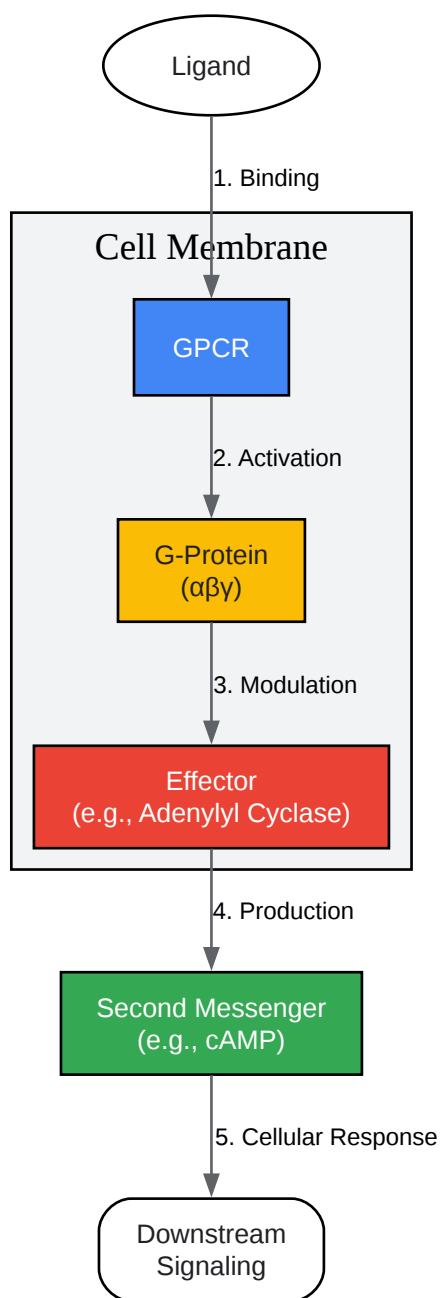 Ligand
1. Binding
Cell Membrane
GPCR
2. Activation
G-Protein
(αβγ)
3. Modulation
Effector
(e.g., Adenylyl Cyclase)
4. Production
Second Messenger
(e.g., cAMP)
5. Cellular Response
Downstream
Signaling